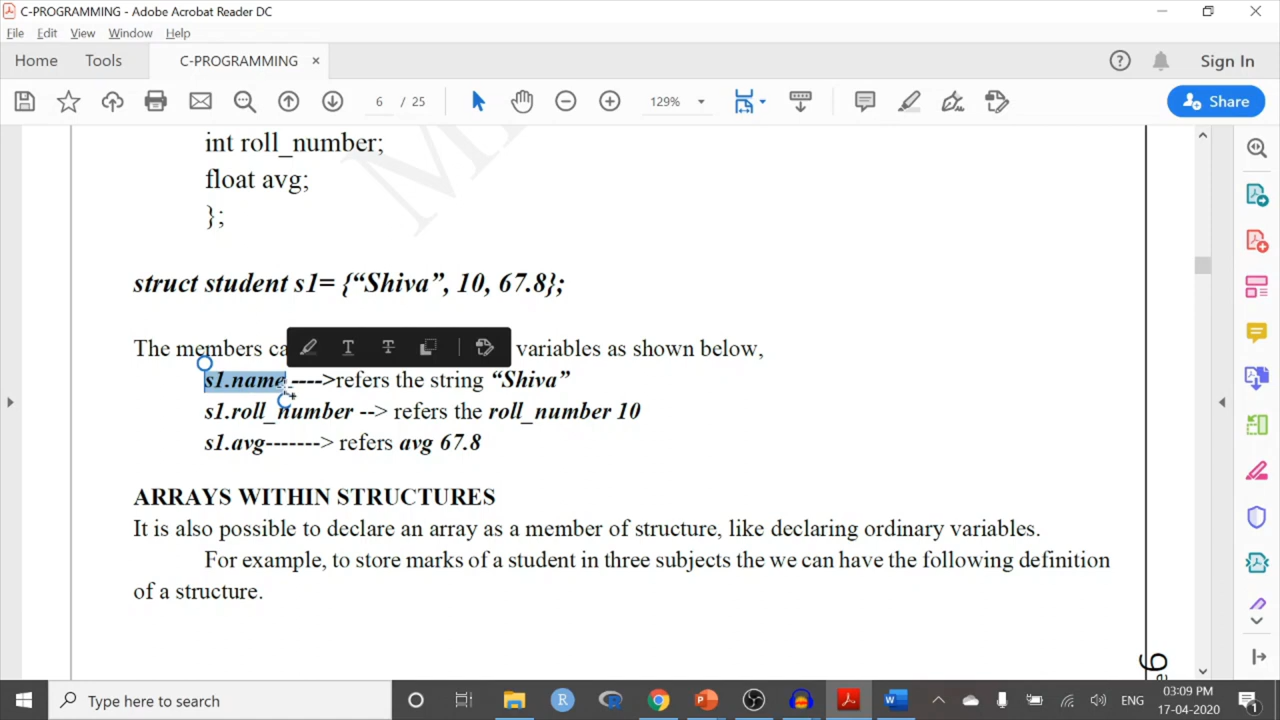 C-PROGRAMMING - Adobe Acrobat Reader DC
File Edit View Window Help
Home Tools C-PROGRAMMING × Sign In
6 / 25 129% Share
int roll_number;
float avg;
};
struct student s1= {“Shiva”, 10, 67.8};
The members ca variables as shown below,
s1.name ---->refers the string “Shiva”
s1.roll_number --> refers the roll_number 10
s1.avg-------> refers avg 67.8
ARRAYS WITHIN STRUCTURES
It is also possible to declare an array as a member of structure, like declaring ordinary variables.
For example, to store marks of a student in three subjects the we can have the following definition
of a structure.
6
Type here to search
ENG
03:09 PM
17-04-2020
1